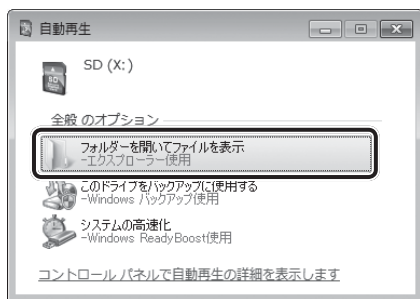 自動再生
SD (X:)
全般 のオプション
フォルダーを開いてファイルを表示
-エクスプローラー使用
このドライブをバックアップに使用する
-Windows バックアップ使用
システムの高速化
-Windows ReadyBoost使用
コントロール パネルで自動再生の詳細を表示します